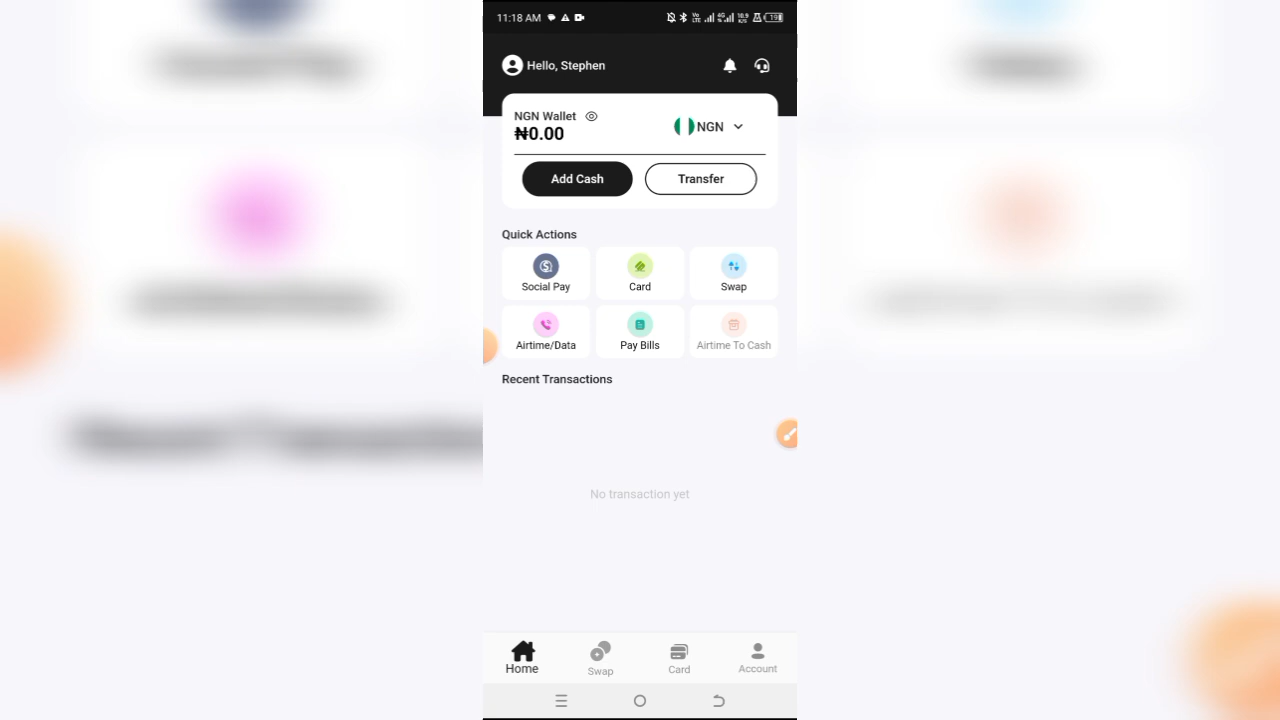 11:18 AM
Hello, Stephen
NGN Wallet
₦0.00
NGN
Add Cash
Transfer
Quick Actions
Social Pay
Card
Swap
Airtime/Data
Pay Bills
Airtime To Cash
Recent Transactions
No transaction yet
Home
Swap
Card
Account